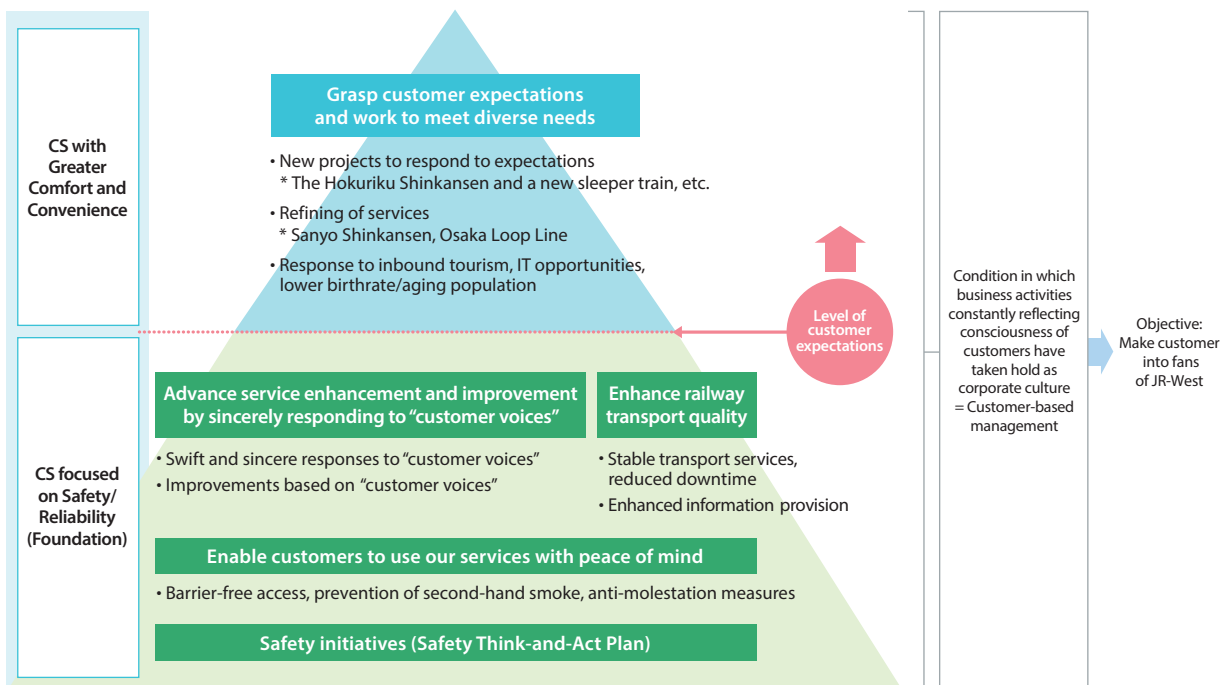 CS with
Greater
Comfort and
Convenience
Grasp customer expectations
and work to meet diverse needs
• New projects to respond to expectations
* The Hokuriku Shinkansen and a new sleeper train, etc.
• Refining of services
* Sanyo Shinkansen, Osaka Loop Line
• Response to inbound tourism, IT opportunities,
lower birthrate/aging population
Level of
customer
expectations
CS focused
on Safety/
Reliability
(Foundation)
Advance service enhancement and improvement
by sincerely responding to “customer voices”
• Swift and sincere responses to “customer voices”
• Improvements based on “customer voices”
Enhance railway
transport quality
• Stable transport services,
reduced downtime
• Enhanced information provision
Enable customers to use our services with peace of mind
• Barrier-free access, prevention of second-hand smoke, anti-molestation measures
Safety initiatives (Safety Think-and-Act Plan)
Condition in which
business activities
constantly reflecting
consciousness of
customers have
taken hold as
corporate culture
= Customer-based
management
Objective:
Make customer
into fans
of JR-West